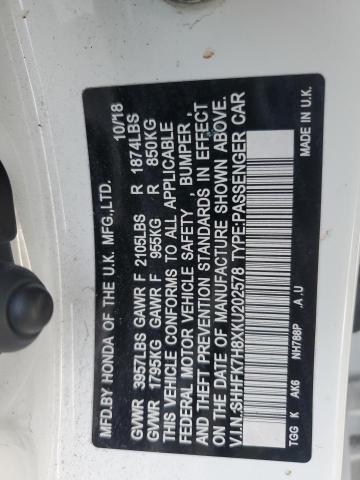 MFD.BY HONDA OF THE U.K. MFG.,LTD. 10/18
GVWR 3957LBS GAWR F 2105LBS R 1874LBS
GVWR 1795KG GAWR F 955KG R 850KG
THIS VEHICLE CONFORMS TO ALL APPLICABLE
FEDERAL MOTOR VEHICLE SAFETY, BUMPER,
AND THEFT PREVENTION STANDARDS IN EFFECT
ON THE DATE OF MANUFACTURE SHOWN ABOVE.
V.I.N.:SHHFK7H8XKU202578 TYPE:PASSENGER CAR
TGG K AK6 NH788P .A .U MADE IN U.K.